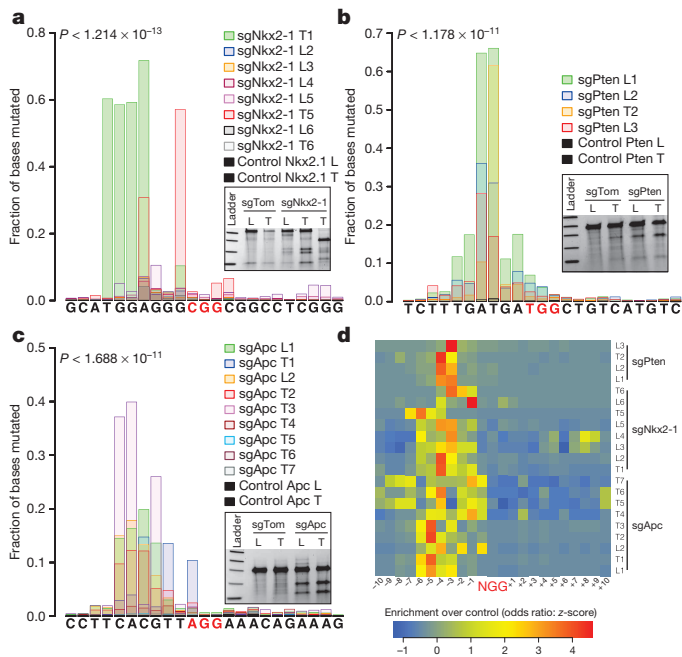 a
P < 1.214 × 10⁻¹³
Fraction of bases mutated
0.8
0.6
0.4
0.2
0.0
sgNkx2-1 T1
sgNkx2-1 L2
sgNkx2-1 L3
sgNkx2-1 L4
sgNkx2-1 L5
sgNkx2-1 T5
sgNkx2-1 L6
sgNkx2-1 T6
Control Nkx2.1 L
Control Nkx2.1 T
Ladder
sgTom sgNkx2-1
L T L T T
GCATGGAGGGCGGCGGCCTCGGG
b
P < 1.178 × 10⁻¹¹
Fraction of bases mutated
0.7
0.6
0.5
0.4
0.3
0.2
0.1
0.0
sgPten L1
sgPten L2
sgPten T2
sgPten L3
Control Pten L
Control Pten T
Ladder
sgTom sgPten
L T L T
TCTTTGATGATGGCTGTCATGTC
c
P < 1.688 × 10⁻¹¹
Fraction of bases mutated
0.5
0.4
0.3
0.2
0.1
0.0
sgApc L1
sgApc T1
sgApc L2
sgApc T2
sgApc T3
sgApc T4
sgApc T5
sgApc T6
sgApc T7
Control Apc L
Control Apc T
Ladder
sgTom sgApc
L T L T
CCTTCACGTTAGGAAACAGAAAG
d
L3
T2
L2
L1
sgPten
T6
L6
T5
L5
L4
L3
L2
T1
sgNkx2-1
T7
T6
T5
T4
T3
T2
L2
T1
L1
sgApc
−10 −9 −8 −7 −6 −5 −4 −3 −2 −1 NGG +1 +2 +3 +4 +5 +6 +7 +8 +9 +10
Enrichment over control (odds ratio: z-score)
−1 0 1 2 3 4